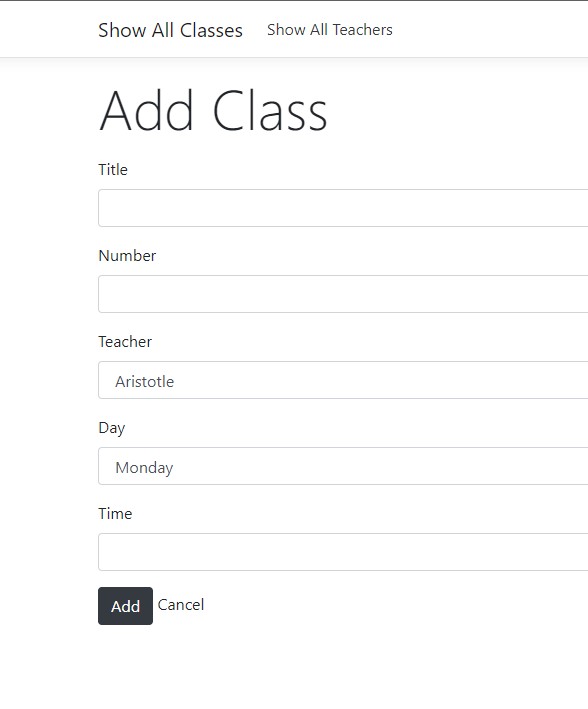 Show All Classes Show All Teachers
Add Class
Title
Number
Teacher
Aristotle
Day
Monday
Time
Add Cancel